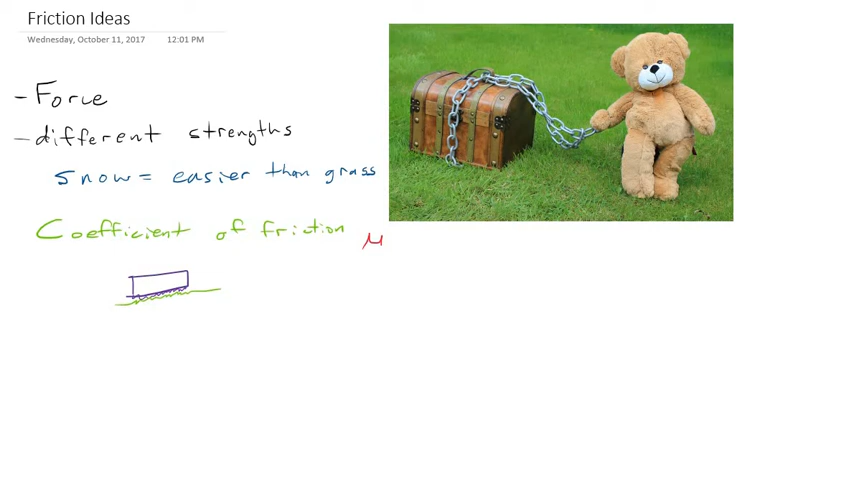 Friction Ideas
Wednesday, October 11, 2017 12:01 PM
- Force
- different strengths
snow = easier than grass
Coefficient of friction μ